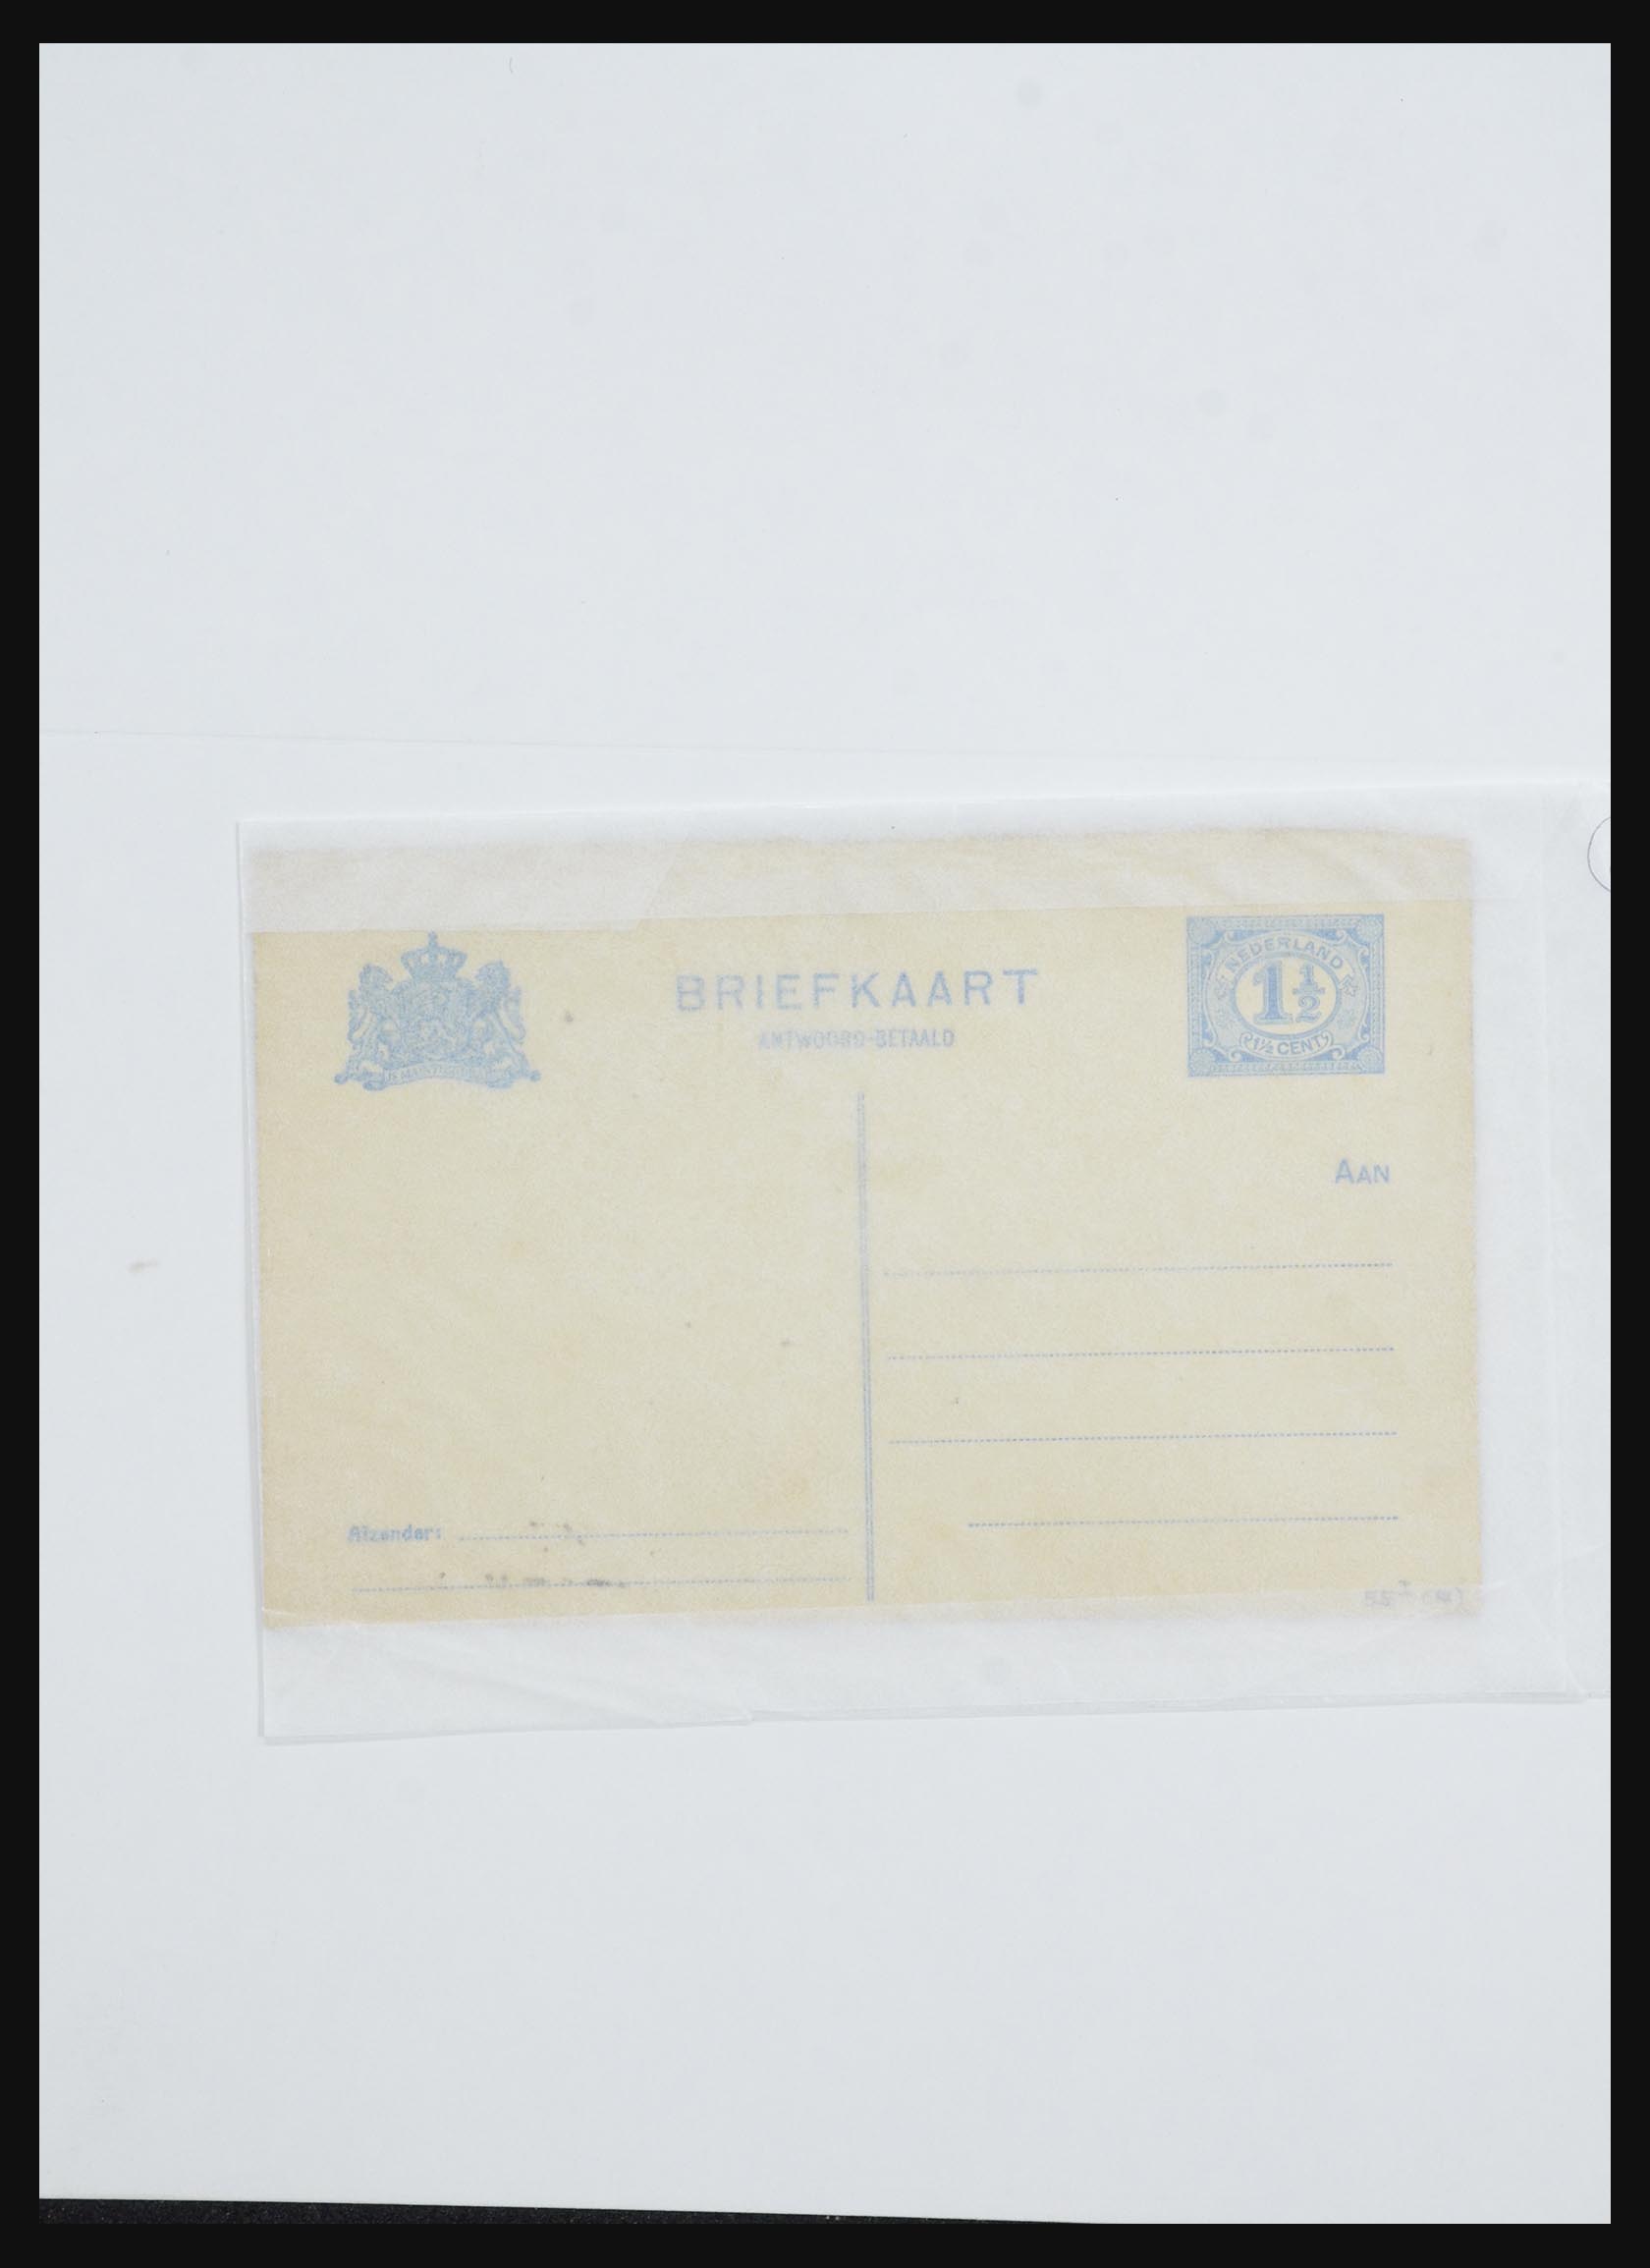 BRIEFKAART
ANTWOORD-BETAALD
NEDERLAND
1½
1½ CENT
AAN
Afzender: